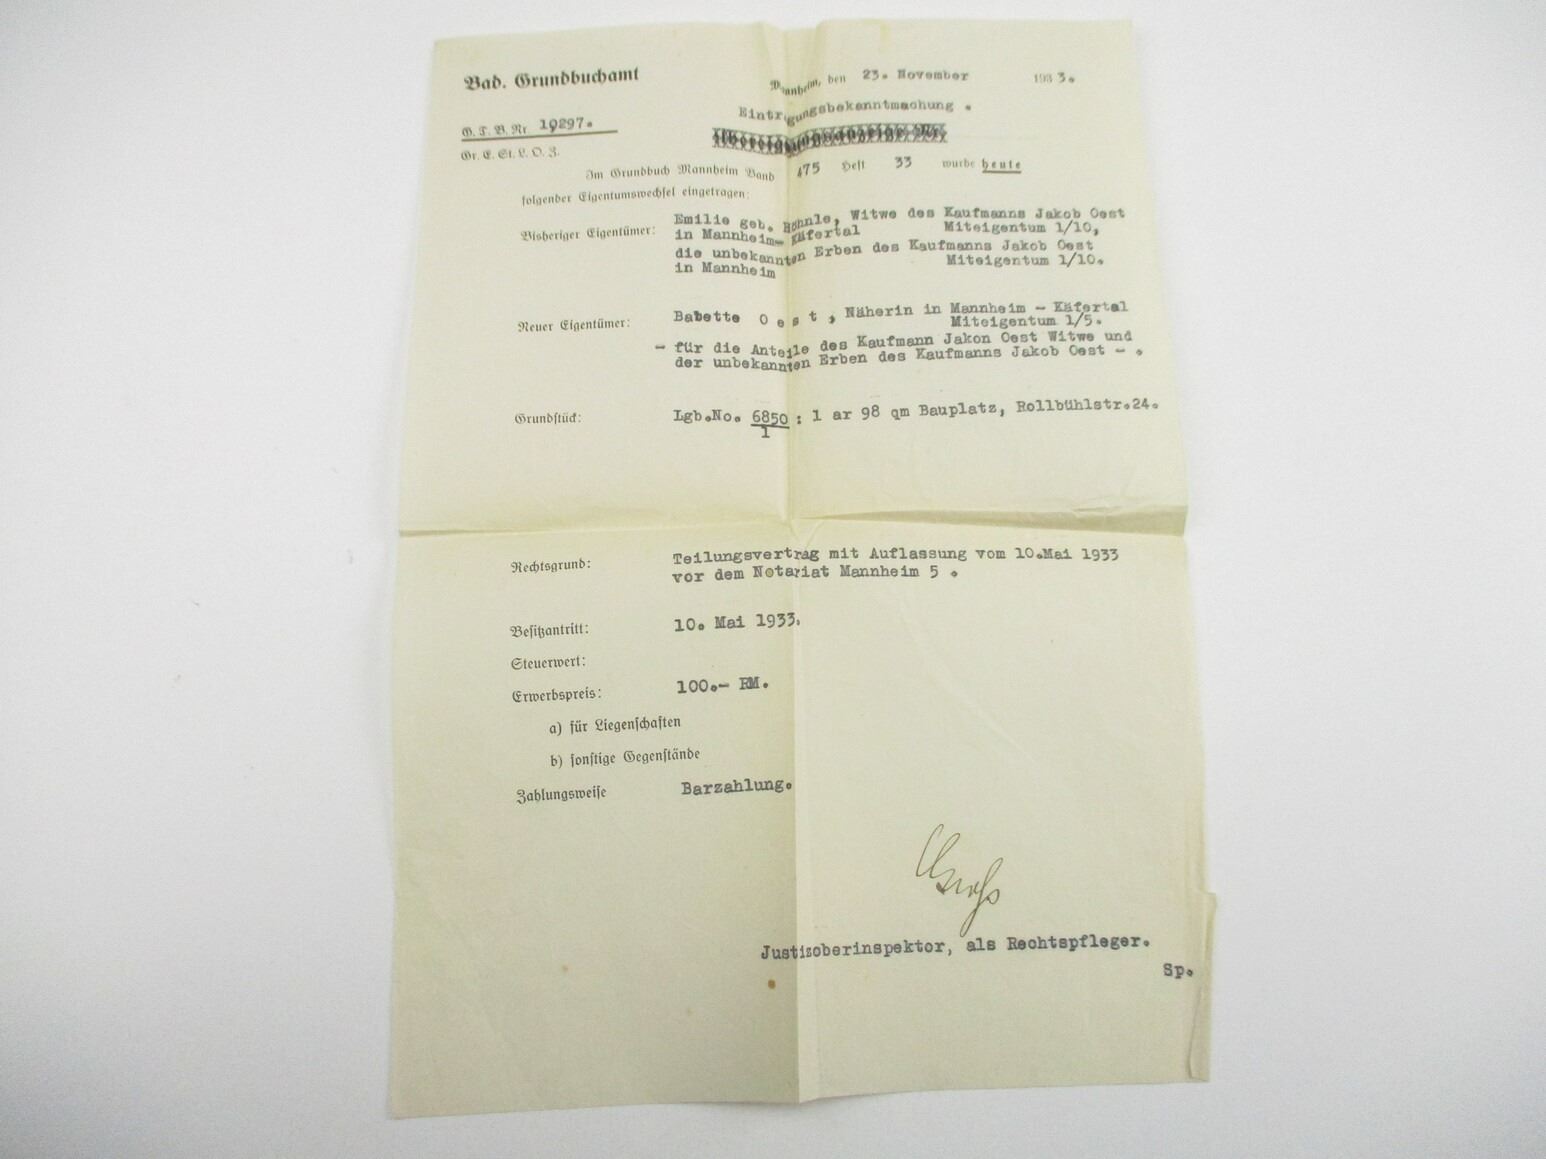 Bad. Grundbuchamt
Mannheim, den 23. November 1933.
Eintragungsbekanntmachung .
G. T. B. Nr. 19297.
Gr. E. St. L. O. Z.
Im Grundbuch Mannheim Band 475 Heft 33 wurde heute
folgender Eigentumswechsel eingetragen:
Bisheriger Eigentümer: Emilie geb. Höhnle, Witwe des Kaufmanns Jakob Oest
in Mannheim- Käfertal Miteigentum 1/10,
die unbekannten Erben des Kaufmanns Jakob Oest
in Mannheim Miteigentum 1/10.
Neuer Eigentümer: Babette Oest, Näherin in Mannheim - Käfertal
Miteigentum 1/5.
- für die Anteile des Kaufmann Jakon Oest Witwe und
der unbekannten Erben des Kaufmanns Jakob Oest - .
Grundstück: Lgb.No. 6850/1 : 1 ar 98 qm Bauplatz, Rollbühlstr.24.
Rechtsgrund: Teilungsvertrag mit Auflassung vom 10.Mai 1933
vor dem Notariat Mannheim 5 .
Besitzantritt: 10. Mai 1933.
Steuerwert:
Erwerbspreis: 100.- RM.
a) für Liegenschaften
b) sonstige Gegenstände
Zahlungsweise Barzahlung.
Groß
Justizoberinspektor, als Rechtspfleger.
Sp.